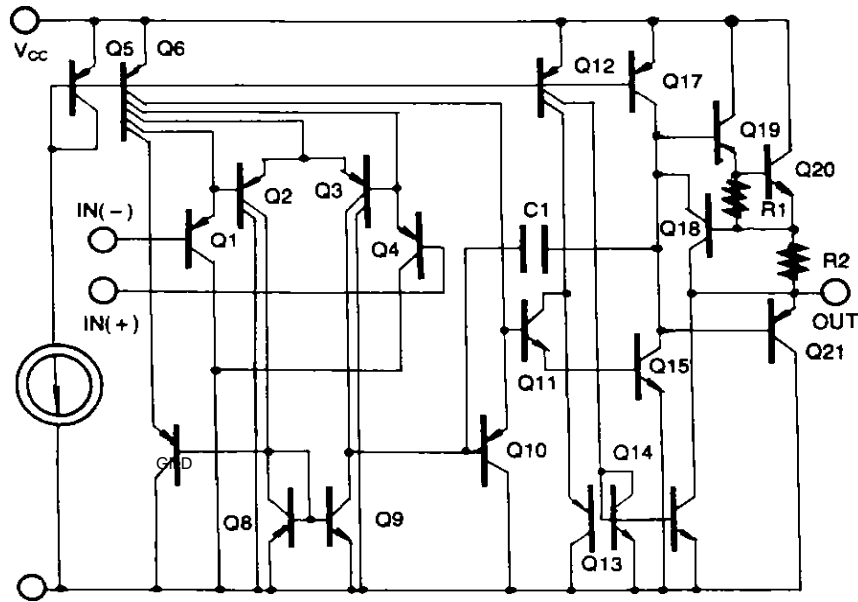 VCC
Q5
Q6
Q12
Q17
Q19
Q20
Q2
Q3
IN(-)
Q1
Q4
C1
Q18
R1
R2
IN(+)
OUT
Q21
Q11
Q15
Q10
Q14
GND
Q8
Q9
Q13